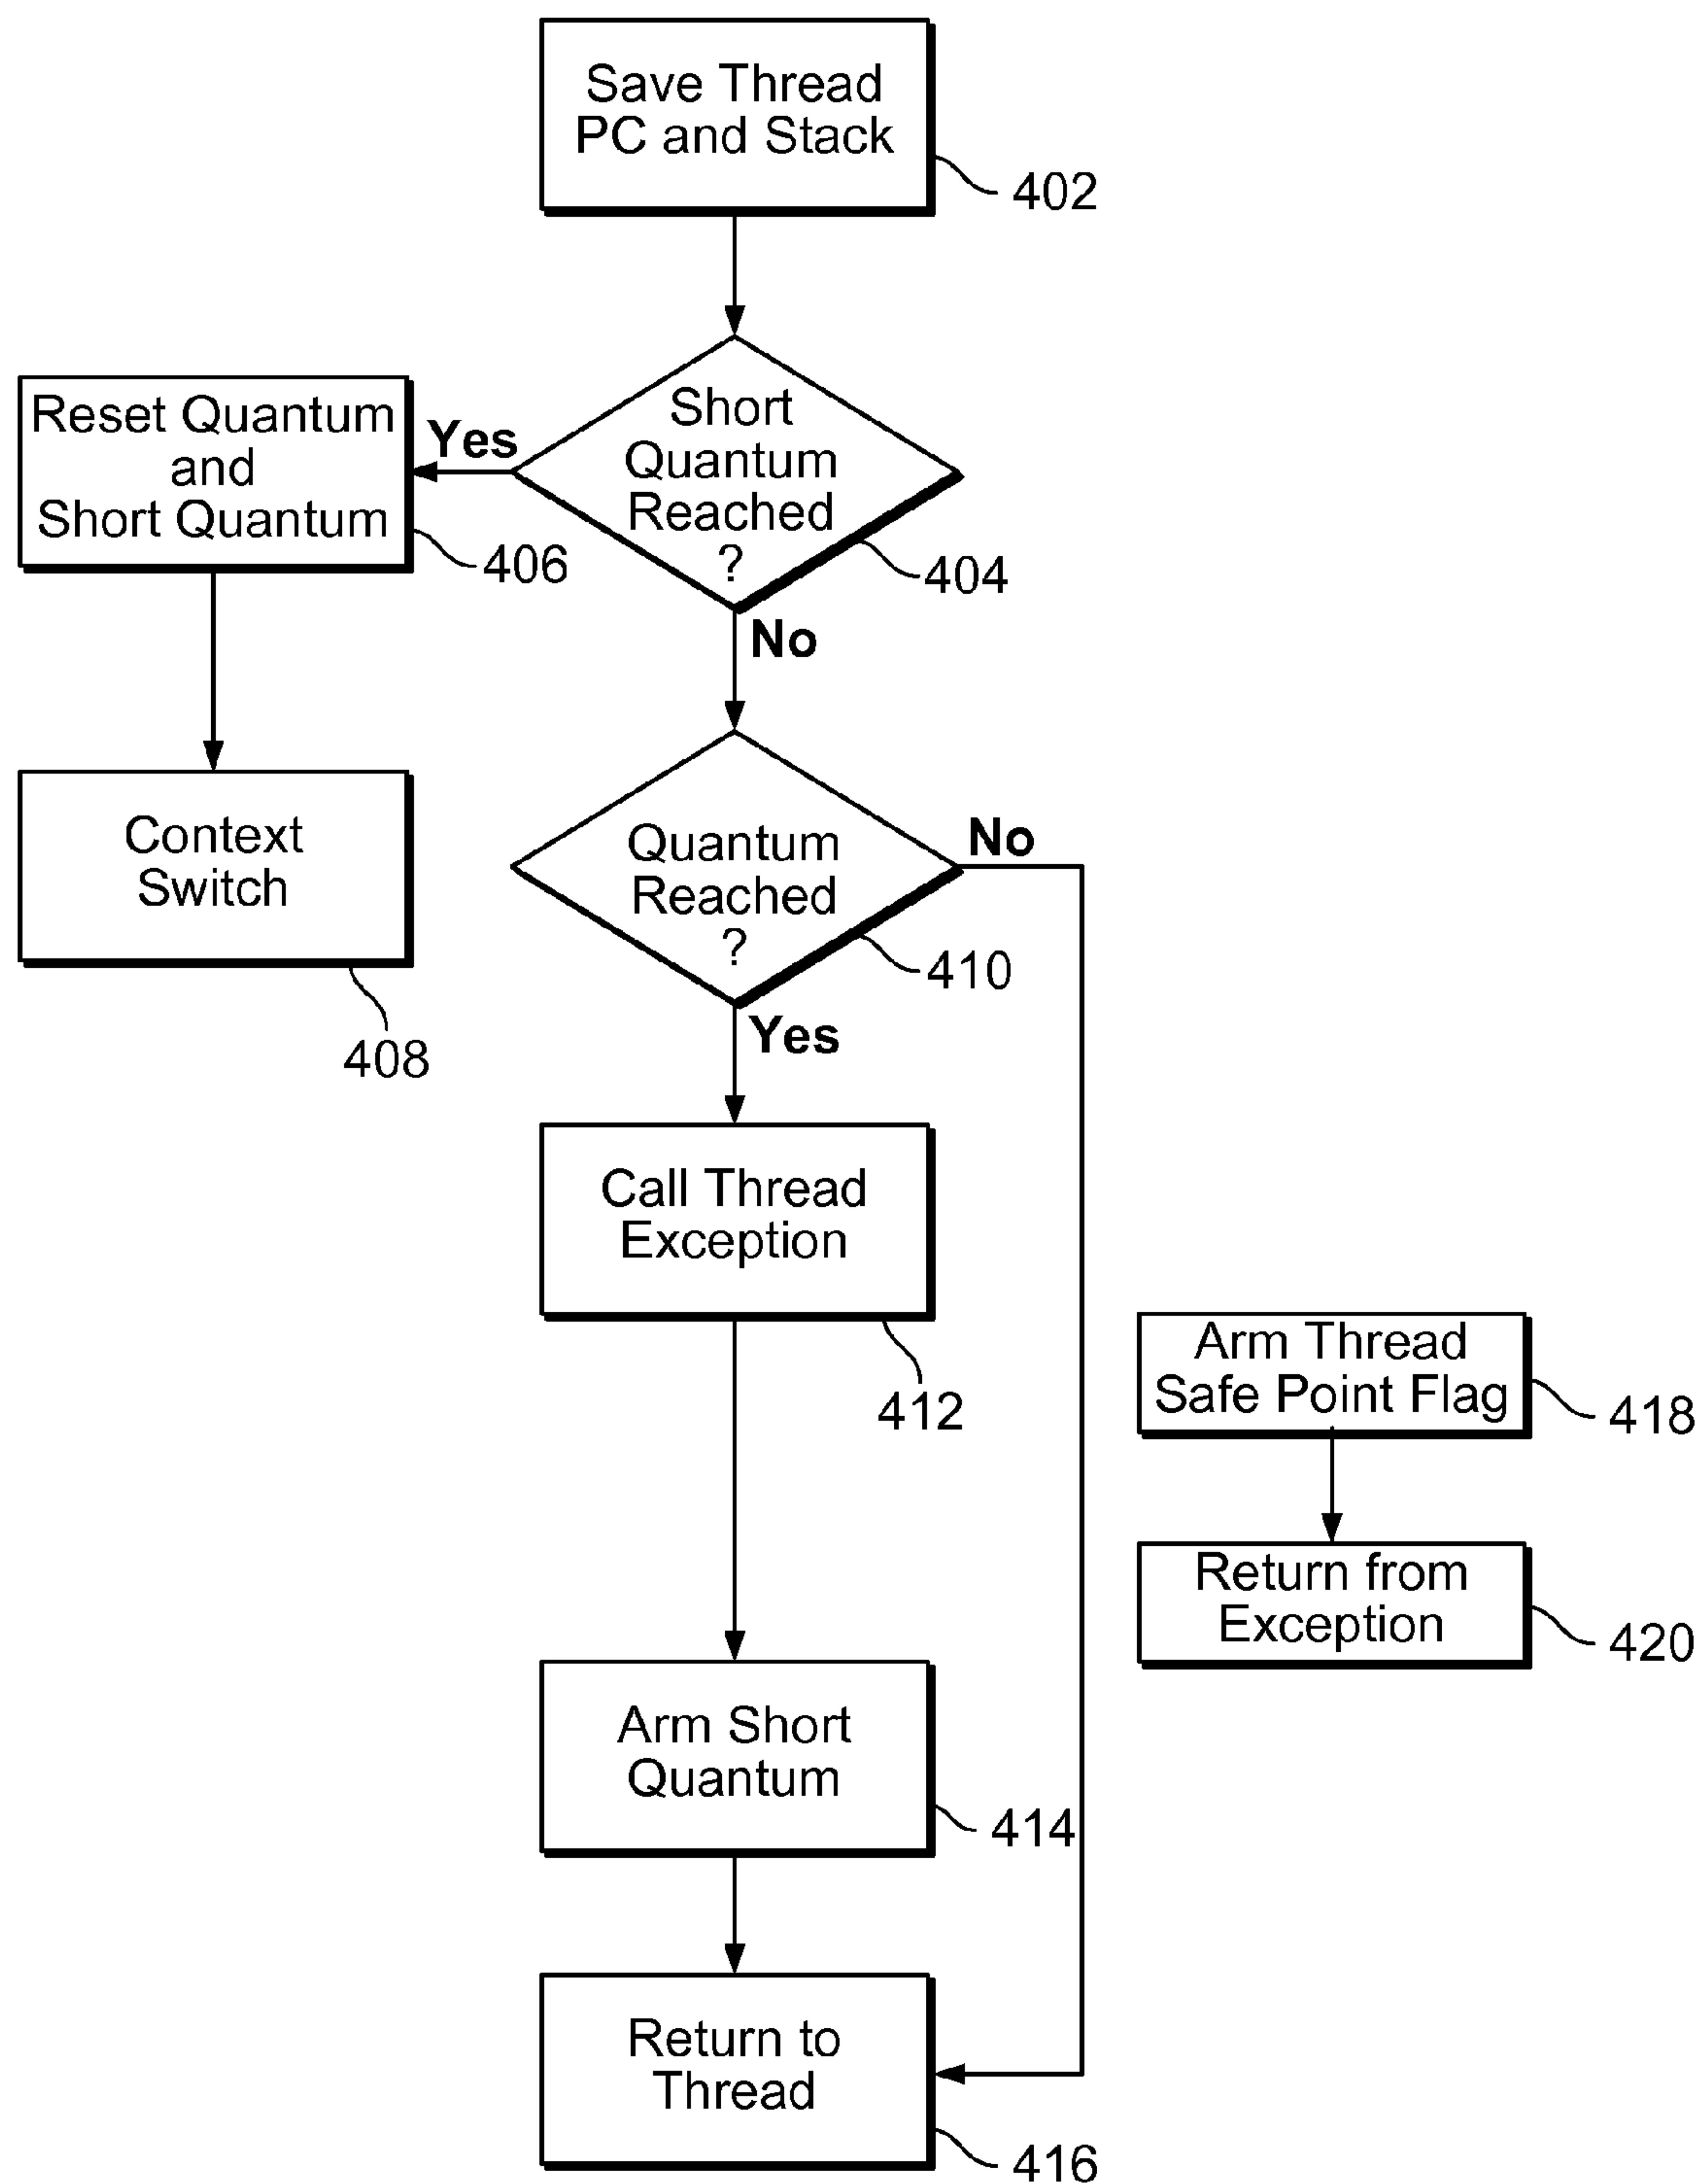 Save Thread
PC and Stack
402
Short
Quantum
Reached
?
404
Yes
Reset Quantum
and
Short Quantum
406
Context
Switch
408
No
Quantum
Reached
?
410
No
Yes
Call Thread
Exception
412
Arm Short
Quantum
414
Return to
Thread
416
Arm Thread
Safe Point Flag
418
Return from
Exception
420